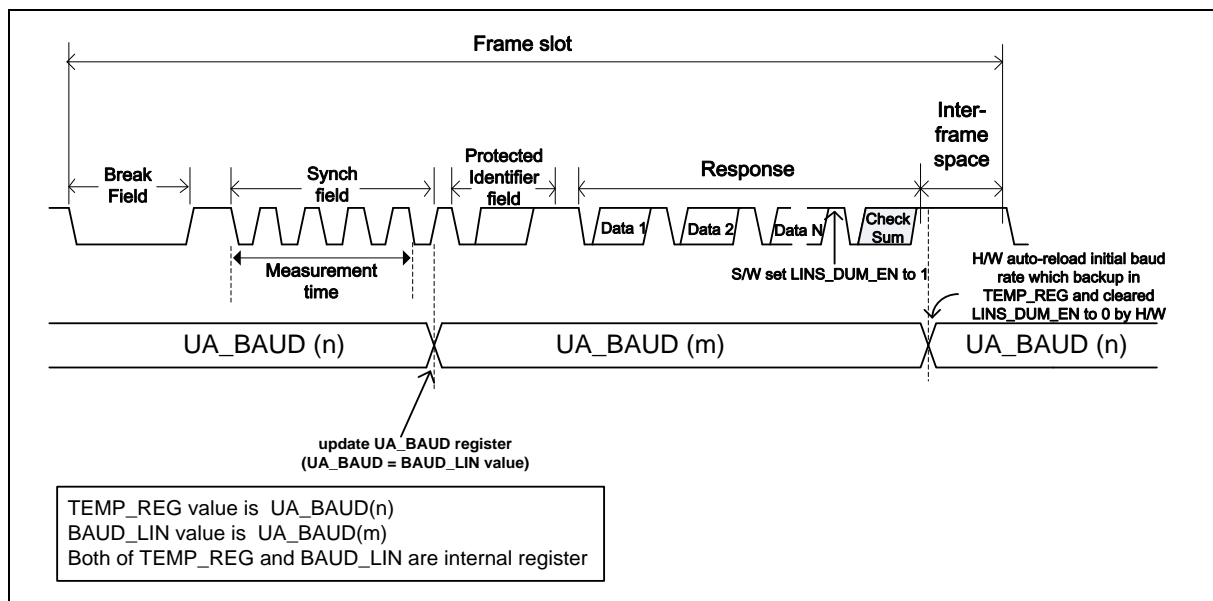 Frame slot
Inter-
frame
space
Break
Field
Synch
field
Protected
Identifier
field
Response
Data 1
Data 2
Data N
Check
Sum
Measurement
time
S/W set LINS_DUM_EN to 1
H/W auto-reload initial baud
rate which backup in
TEMP_REG and cleared
LINS_DUM_EN to 0 by H/W
UA_BAUD (n)
UA_BAUD (m)
UA_BAUD (n)
update UA_BAUD register
(UA_BAUD = BAUD_LIN value)
TEMP_REG value is UA_BAUD(n)
BAUD_LIN value is UA_BAUD(m)
Both of TEMP_REG and BAUD_LIN are internal register